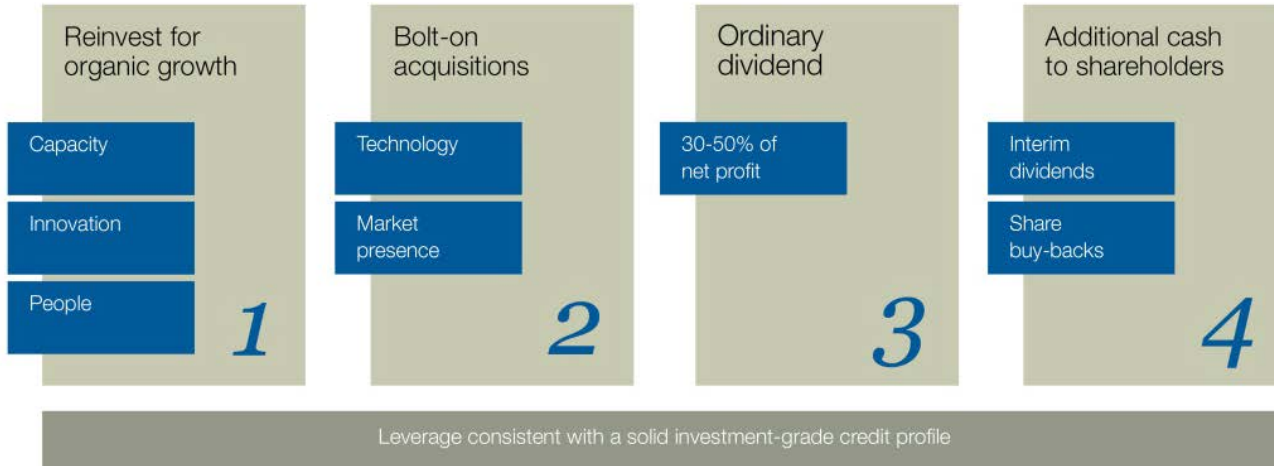 Reinvest for
organic growth
Capacity
Innovation
People
1
Bolt-on
acquisitions
Technology
Market
presence
2
Ordinary
dividend
30-50% of
net profit
3
Additional cash
to shareholders
Interim
dividends
Share
buy-backs
4
Leverage consistent with a solid investment-grade credit profile